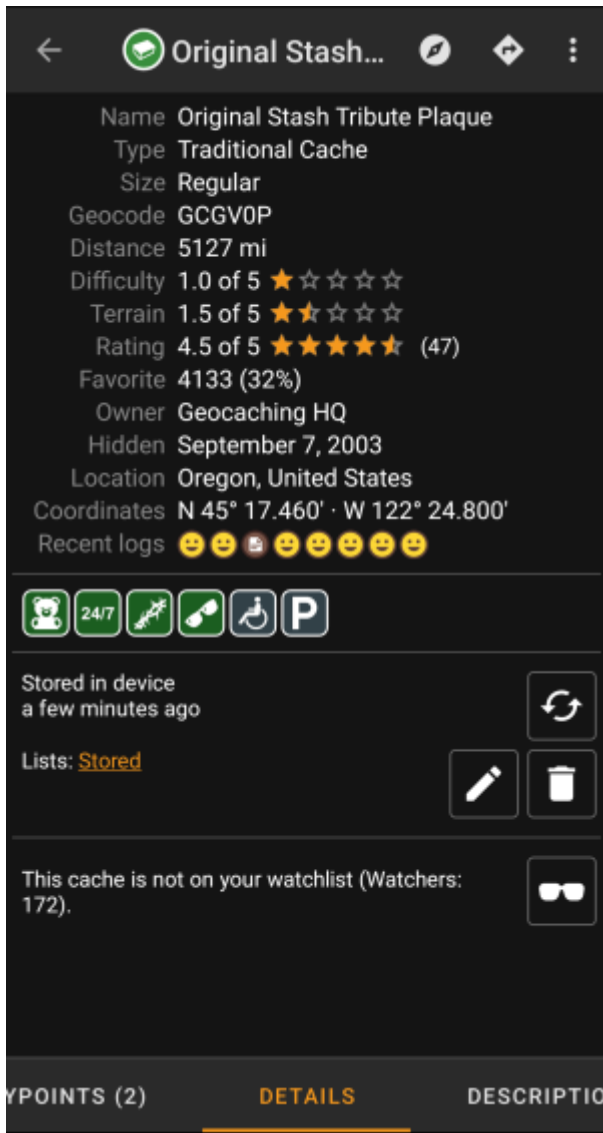 Original Stash...
Name Original Stash Tribute Plaque
Type Traditional Cache
Size Regular
Geocode GCGV0P
Distance 5127 mi
Difficulty 1.0 of 5
Terrain 1.5 of 5
Rating 4.5 of 5 (47)
Favorite 4133 (32%)
Owner Geocaching HQ
Hidden September 7, 2003
Location Oregon, United States
Coordinates N 45° 17.460' · W 122° 24.800'
Recent logs
24/7 P
Stored in device
a few minutes ago
Lists: Stored
This cache is not on your watchlist (Watchers:
172).
YPOINTS (2) DETAILS DESCRIPTIO